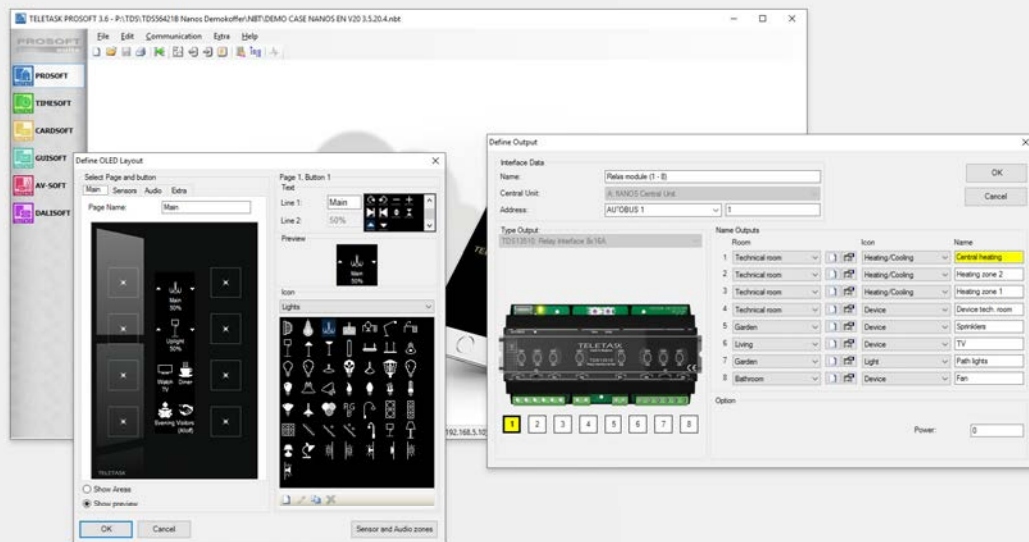 TELETASK PROSOFT 3.6 - P:\TDS\TDS56421B Nanos Demokoffer\NBT\DEMO CASE NANOS EN V20 3.5.20.4.nbt
File Edit Communication Extra Help
PROSOFT
PROSOFT
TIMESOFT
CARDSOFT
GUISOFT
AV-SOFT
DALISOFT
192.168.5.10
Define OLED Layout
Select Page and button
Main Sensors Audio Extra
Page Name: Main
Main
50%
Uplight
50%
Watch TV
Diner
Evening
Visitors
(All off)
TELETASK
Show Areas
Show preview
OK
Cancel
Page 1, Button 1
Text
Line 1: Main
Line 2: 50%
Preview
Main
50%
Icon
Lights
RG
Sensor and Audio zones
Define Output
Interface Data
Name: Relais module (1 - 8)
Central Unit: A: NANOS Central Unit
Address: AUTOBUS 1 1
OK
Cancel
Type Output
TDS13510: Relay interface 8x16A
TELETASK
TDS13510
1 2 3 4 5 6 7 8
Name Outputs
Room Icon Name
1 Technical room Heating/Cooling Central heating
2 Technical room Heating/Cooling Heating zone 2
3 Technical room Heating/Cooling Heating zone 1
4 Technical room Device Device tech. room
5 Garden Device Sprinklers
6 Living Device TV
7 Garden Light Path lights
8 Bathroom Device Fan
Option
Power: 0